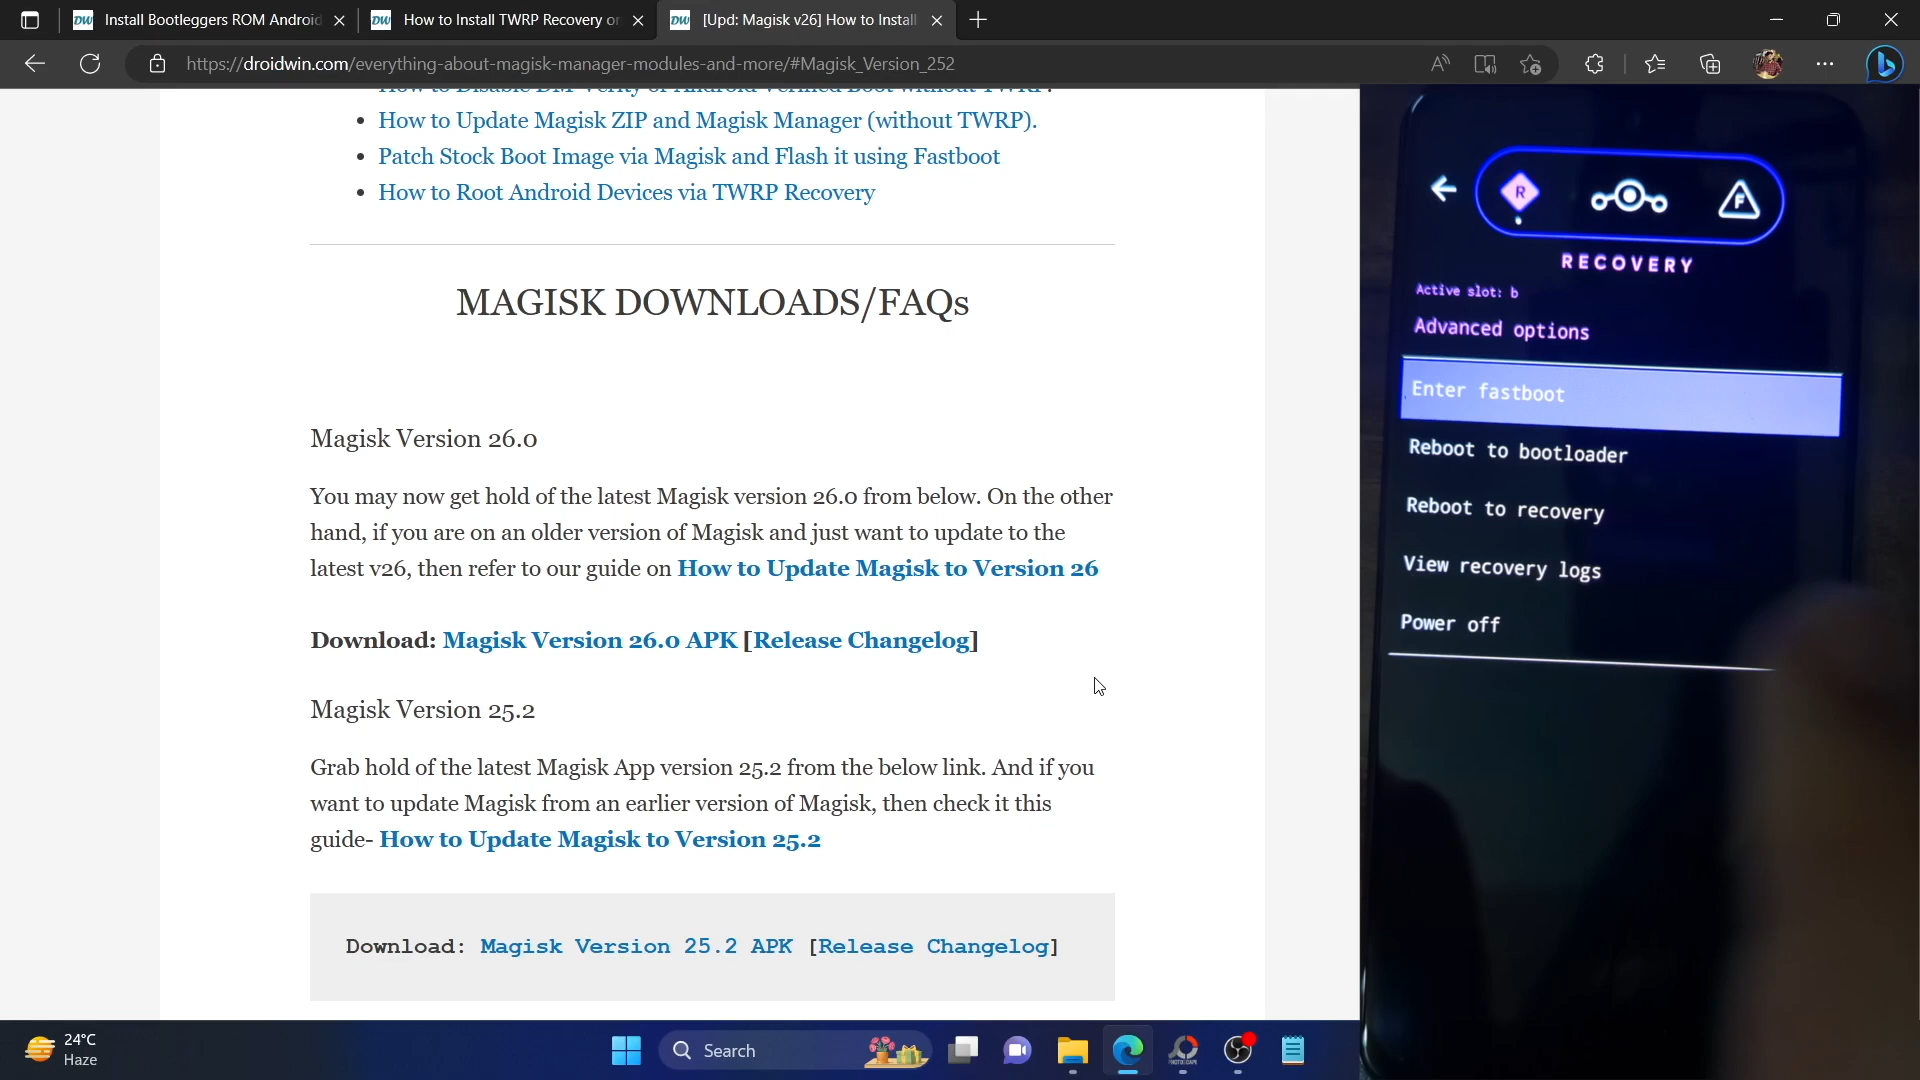 Install Bootleggers ROM Android
How to Install TWRP Recovery on
[Upd: Magisk v26] How to Install
https://droidwin.com/everything-about-magisk-manager-modules-and-more/#Magisk_Version_252
How to Disable DM-Verity or Android Verified Boot without TWRP.
How to Update Magisk ZIP and Magisk Manager (without TWRP).
Patch Stock Boot Image via Magisk and Flash it using Fastboot
How to Root Android Devices via TWRP Recovery
MAGISK DOWNLOADS/FAQs
Magisk Version 26.0
You may now get hold of the latest Magisk version 26.0 from below. On the other
hand, if you are on an older version of Magisk and just want to update to the
latest v26, then refer to our guide on How to Update Magisk to Version 26
Download: Magisk Version 26.0 APK [Release Changelog]
Magisk Version 25.2
Grab hold of the latest Magisk App version 25.2 from the below link. And if you
want to update Magisk from an earlier version of Magisk, then check it this
guide- How to Update Magisk to Version 25.2
Download: Magisk Version 25.2 APK [Release Changelog]
R
F
RECOVERY
Active slot: b
Advanced options
Enter fastboot
Reboot to bootloader
Reboot to recovery
View recovery logs
Power off
24°C
Haze
Search